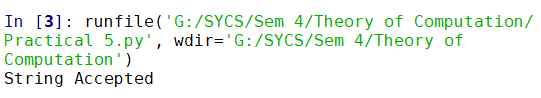 In [3]: runfile('G:/SYCS/Sem 4/Theory of Computation/
Practical 5.py', wdir='G:/SYCS/Sem 4/Theory of
Computation')
String Accepted